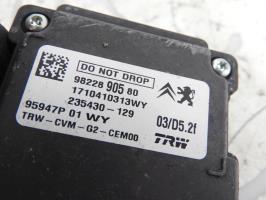 DO NOT DROP
98228 905 80
1710410313WY
235430-129
03/D5.2f
95947P 01 WY
TRW-CVM-G2-CEM00
TRW